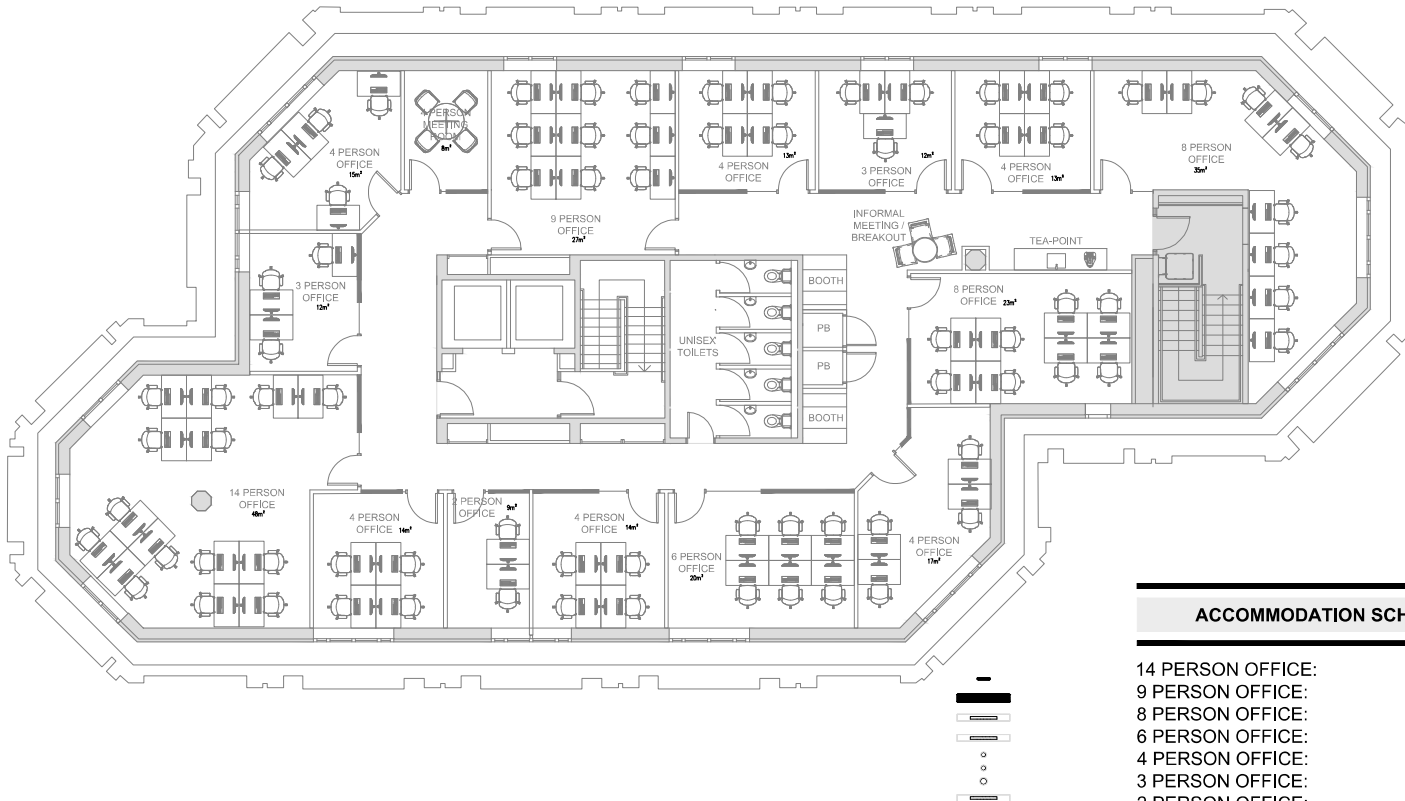 4 PERSON
MEETING
ROOM
8m²
4 PERSON
OFFICE
15m²
9 PERSON
OFFICE
27m²
13m²
4 PERSON
OFFICE
12m²
3 PERSON
OFFICE
4 PERSON
OFFICE 13m²
8 PERSON
OFFICE
35m²
INFORMAL
MEETING /
BREAKOUT
TEA-POINT
3 PERSON
OFFICE
12m²
BOOTH
PB
PB
BOOTH
UNISEX
TOILETS
8 PERSON
OFFICE 23m²
14 PERSON
OFFICE
48m²
4 PERSON
OFFICE 14m²
2 PERSON
OFFICE 9m²
4 PERSON
OFFICE 14m²
6 PERSON
OFFICE
20m²
4 PERSON
OFFICE
17m²
ACCOMMODATION SCH
14 PERSON OFFICE:
9 PERSON OFFICE:
8 PERSON OFFICE:
6 PERSON OFFICE:
4 PERSON OFFICE:
3 PERSON OFFICE:
2 PERSON OFFICE: